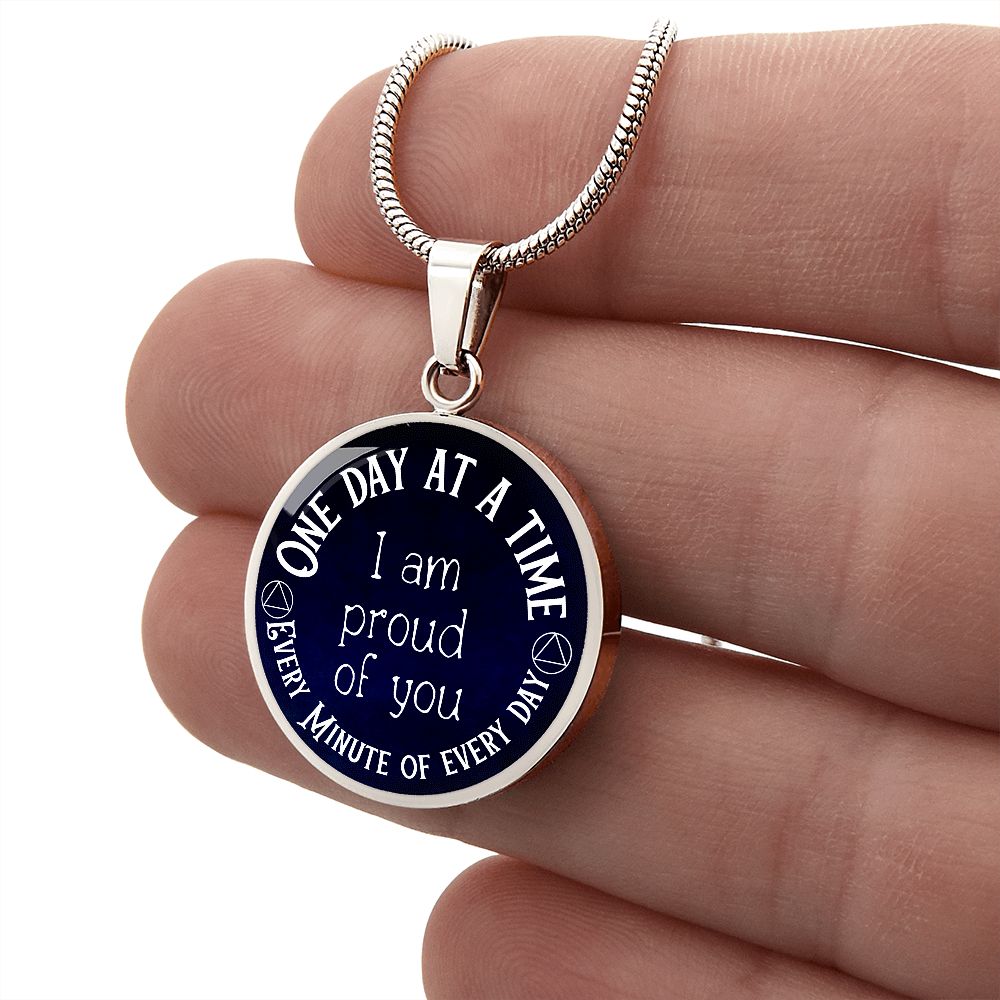 ONE DAY AT A TIME
I am
proud
of you
EVERY MINUTE OF EVERY DAY